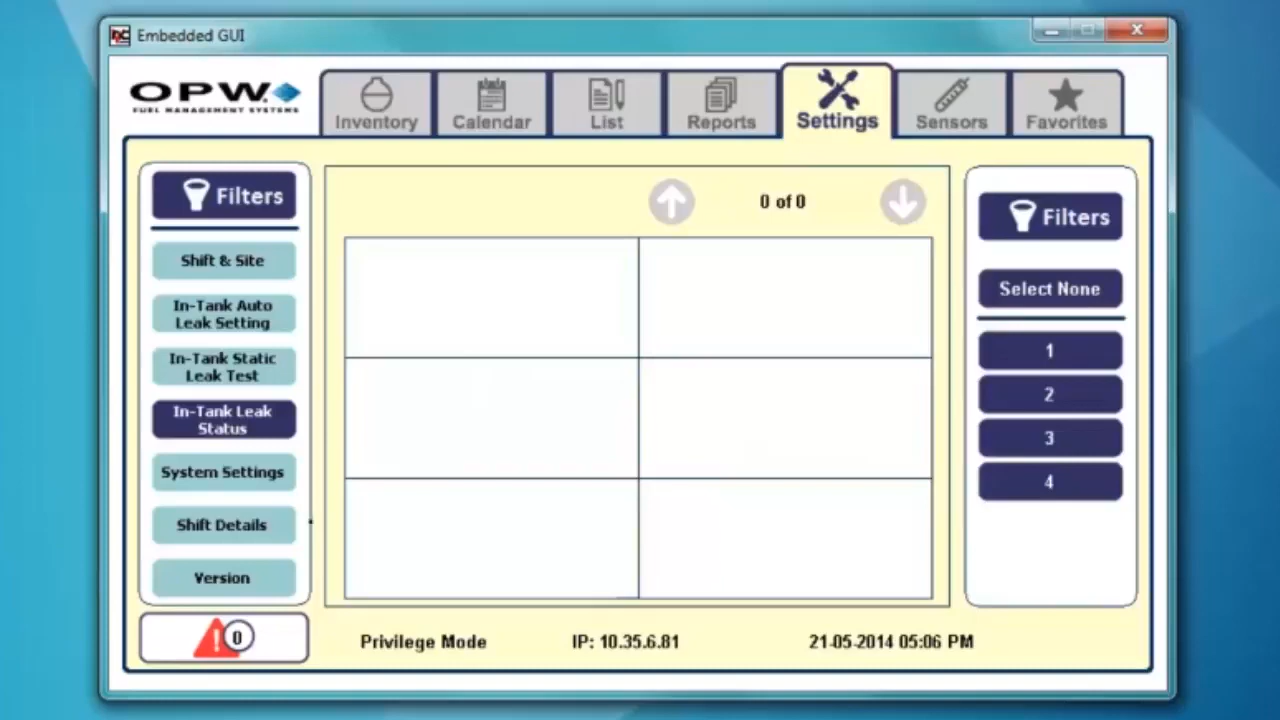 Embedded GUI
OPW
FUEL MANAGEMENT SYSTEMS
Inventory
Calendar
List
Reports
Settings
Sensors
Favorites
Filters
Shift & Site
In-Tank Auto
Leak Setting
In-Tank Static
Leak Test
In-Tank Leak
Status
System Settings
Shift Details
Version
0
0 of 0
Filters
Select None
1
2
3
4
Privilege Mode
IP: 10.35.6.81
21-05-2014 05:06 PM